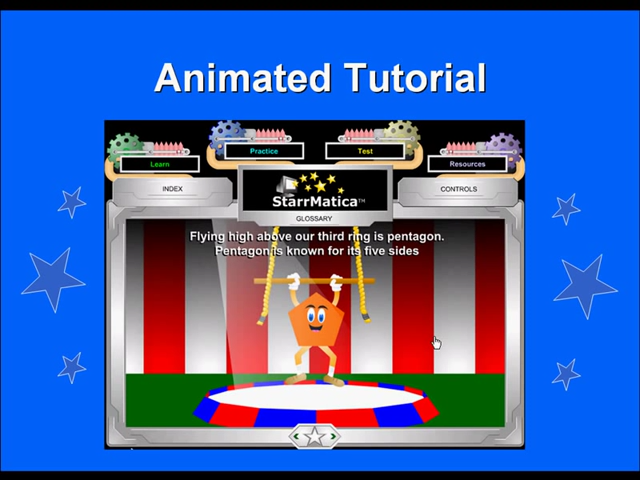 Animated Tutorial
Learn
Practice
Test
Resources
INDEX
StarrMatica™
CONTROLS
GLOSSARY
Flying high above our third ring is pentagon.
Pentagon is known for its five sides